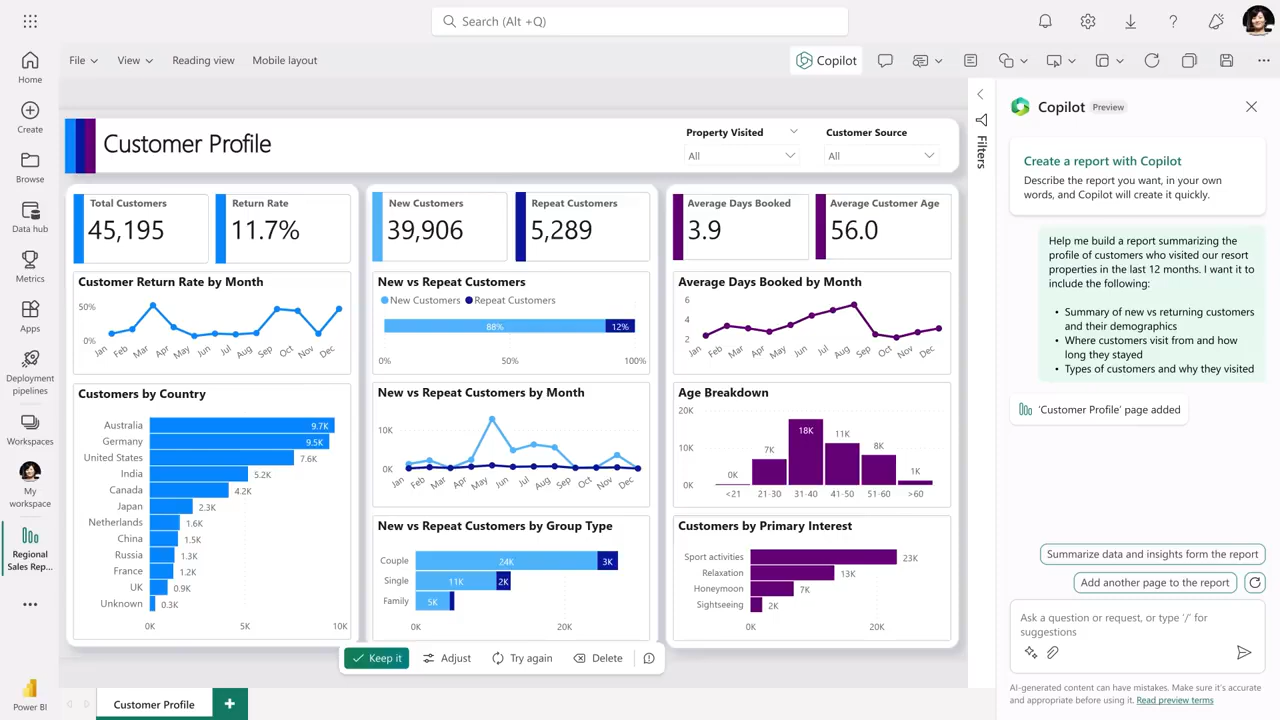 Search (Alt +Q)
File
View
Reading view
Mobile layout
Copilot
Home
Create
Browse
Data hub
Metrics
Apps
Deployment
pipelines
Workspaces
My
workspace
Regional
Sales Rep...
Power BI
Customer Profile
Property Visited
All
Customer Source
All
Filters
Total Customers
45,195
Return Rate
11.7%
Customer Return Rate by Month
50%
0%
Jan Feb Mar Apr May Jun Jul Aug Sep Oct Nov Dec
Customers by Country
Australia 9.7K
Germany 9.5K
United States 7.6K
India 5.2K
Canada 4.2K
Japan 2.3K
Netherlands 1.6K
China 1.5K
Russia 1.3K
France 1.2K
UK 0.9K
Unknown 0.3K
0K 5K 10K
New Customers
39,906
Repeat Customers
5,289
New vs Repeat Customers
New Customers Repeat Customers
88% 12%
0% 50% 100%
New vs Repeat Customers by Month
10K
0K
Jan Feb Mar Apr May Jun Jul Aug Sep Oct Nov Dec
New vs Repeat Customers by Group Type
Couple 24K 3K
Single 11K 2K
Family 5K
0K 20K
Average Days Booked
3.9
Average Customer Age
56.0
Average Days Booked by Month
6
4
2
Jan Feb Mar Apr May Jun Jul Aug Sep Oct Nov Dec
Age Breakdown
20K
10K
0K
0K 7K 18K 11K 8K 1K
<21 21-30 31-40 41-50 51-60 >60
Customers by Primary Interest
Sport activities 23K
Relaxation 13K
Honeymoon 7K
Sightseeing 2K
0K 20K
Keep it
Adjust
Try again
Delete
Customer Profile
+
Copilot Preview
Create a report with Copilot
Describe the report you want, in your own
words, and Copilot will create it quickly.
Help me build a report summarizing the
profile of customers who visited our resort
properties in the last 12 months. I want it to
include the following:
• Summary of new vs returning customers
and their demographics
• Where customers visit from and how
long they stayed
• Types of customers and why they visited
'Customer Profile' page added
Summarize data and insights form the report
Add another page to the report
Ask a question or request, or type '/' for
suggestions
AI-generated content can have mistakes. Make sure it's accurate
and appropriate before using it. Read preview terms